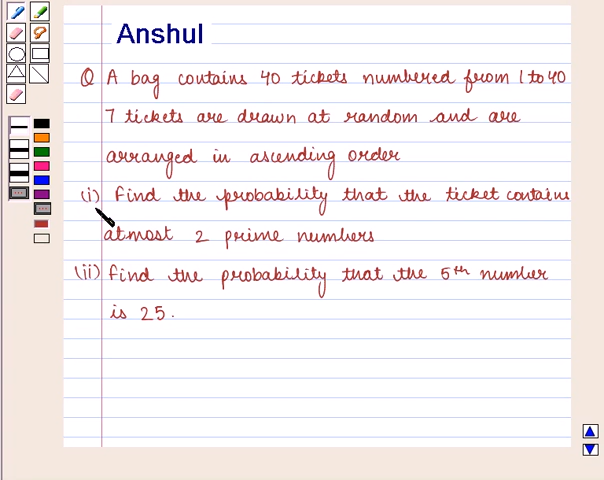 Anshul
Q A bag contains 40 tickets numbered from 1 to 40
7 tickets are drawn at random and are
arranged in ascending order
(i) Find the probability that the ticket contains
atmost 2 prime numbers
(ii) Find the probability that the 5th number
is 25.